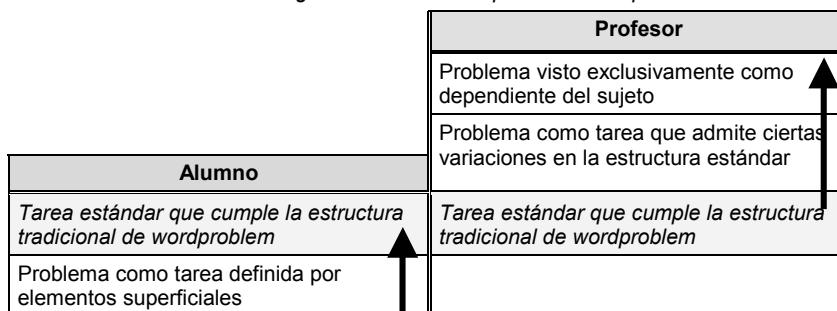 Profesor
Problema visto exclusivamente como
dependiente del sujeto
Problema como tarea que admite ciertas
variaciones en la estructura estándar
Alumno
Tarea estándar que cumple la estructura
tradicional de wordproblem
Tarea estándar que cumple la estructura
tradicional de wordproblem
Problema como tarea definida por
elementos superficiales